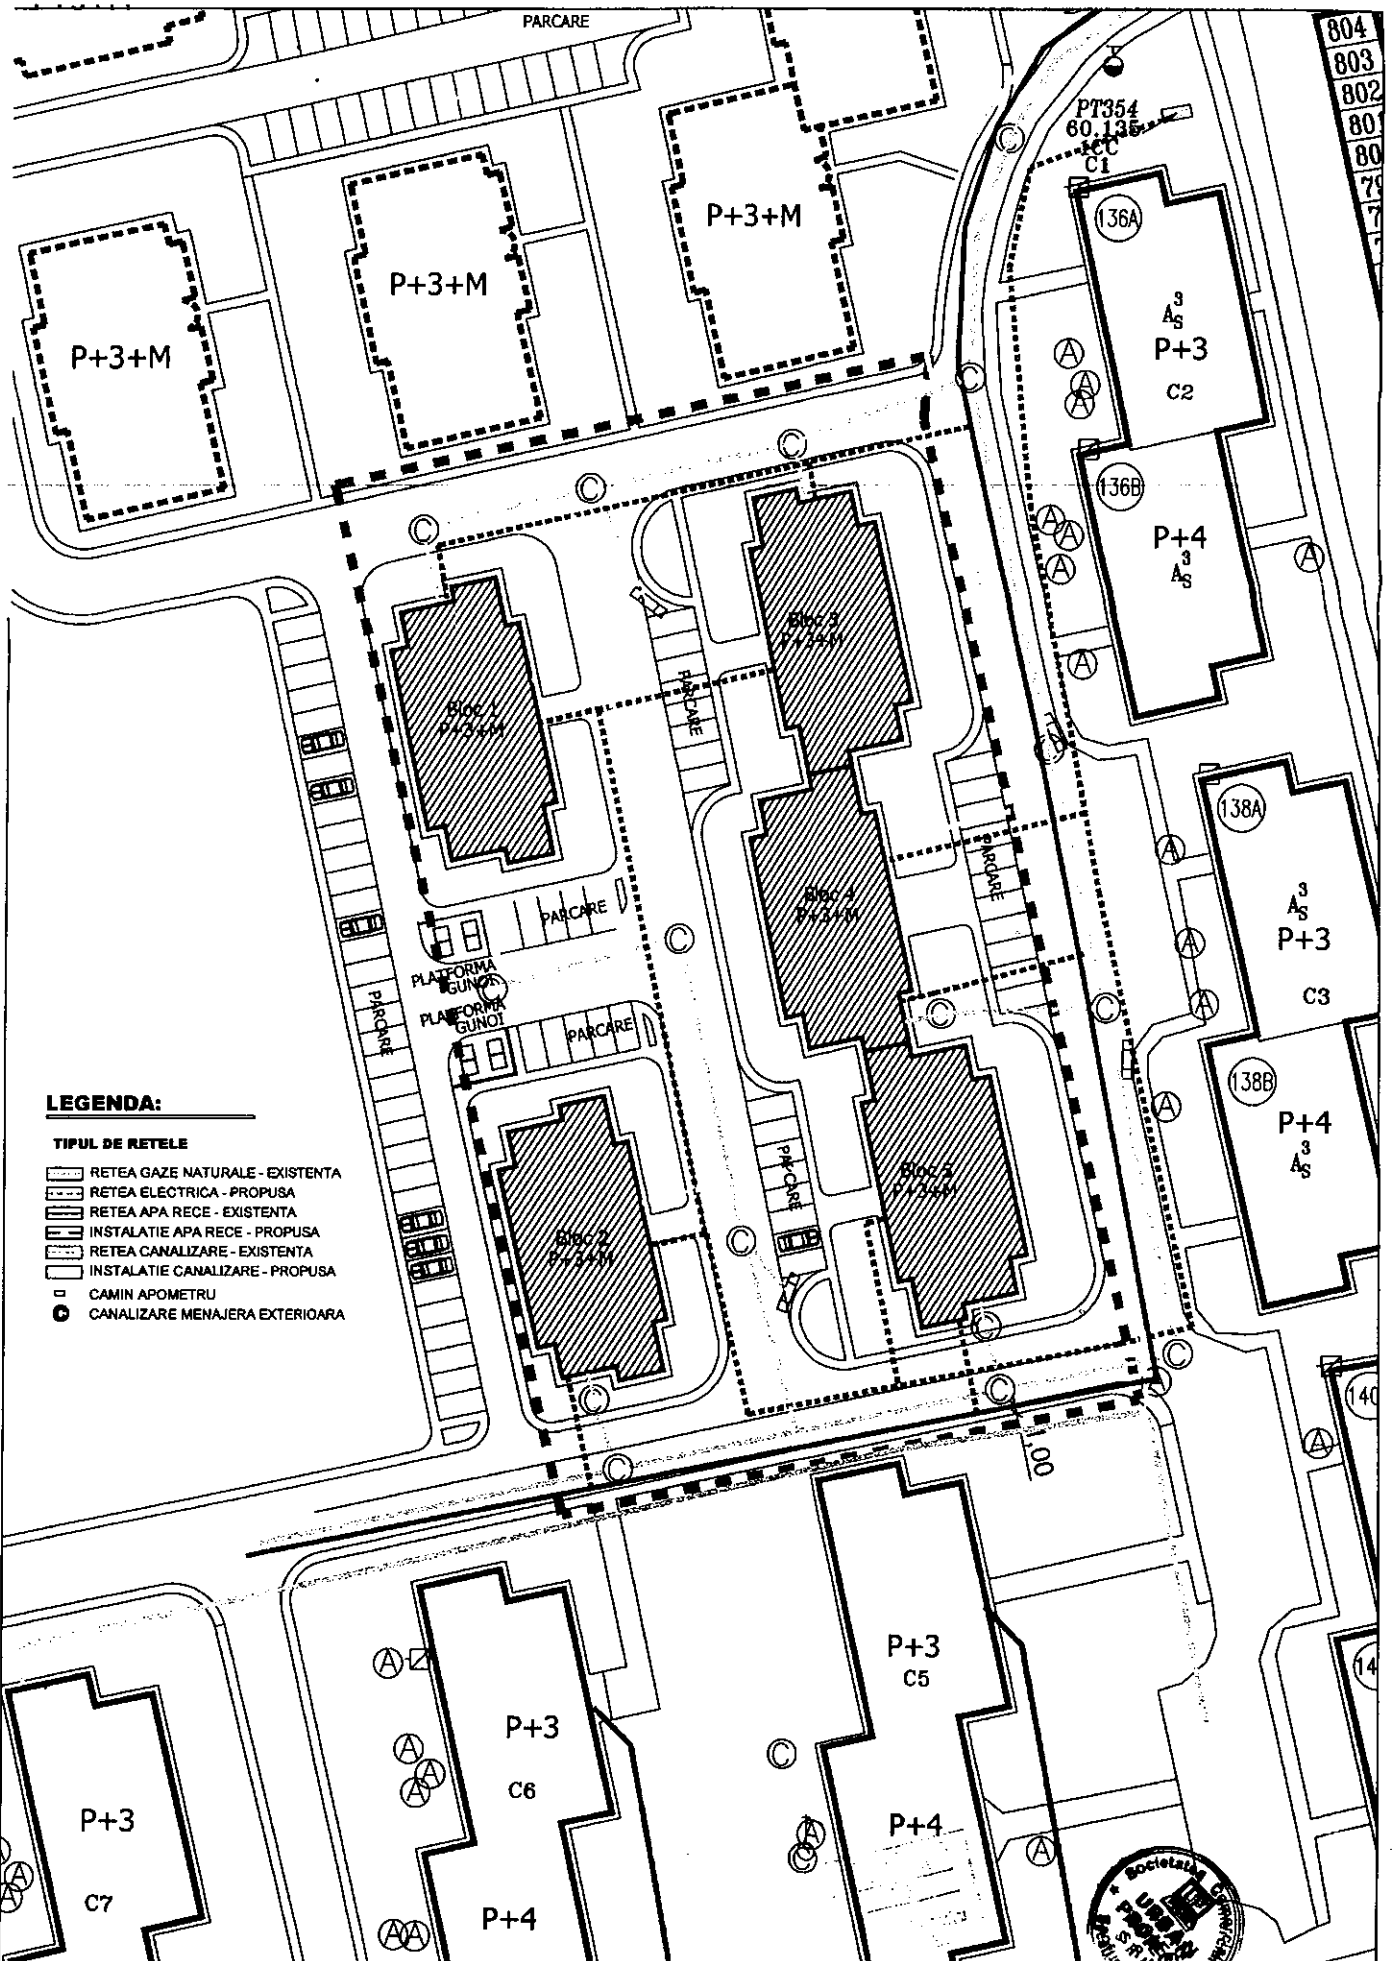 PARCARE
804
803
802
PT354
60.135
C1
136A
P+3+M
P+3+M
P+3+M
A3S
P+3
C2
136B
P+4
A3S
Bloc 3
P+3+M
PARCARE
Bloc 1
P+3+M
138A
PARCARE
Bloc 4
P+3+M
A3S
P+3
C3
PARCARE
PLATFORMA
GUNOI
PLATFORMA
GUNOI
PARCARE
PARCARE
138B
P+4
A3S
LEGENDA:
TIPUL DE RETELE
RETEA GAZE NATURALE - EXISTENTA
RETEA ELECTRICA - PROPUSA
RETEA APA RECE - EXISTENTA
INSTALATIE APA RECE - PROPUSA
RETEA CANALIZARE - EXISTENTA
INSTALATIE CANALIZARE - PROPUSA
CAMIN APOMETRU
C CANALIZARE MENAJERA EXTERIOARA
PARCARE
Bloc 5
P+3+M
Bloc 2
P+3+M
P+3
C5
P+3
C6
P+4
P+3
C7
P+4